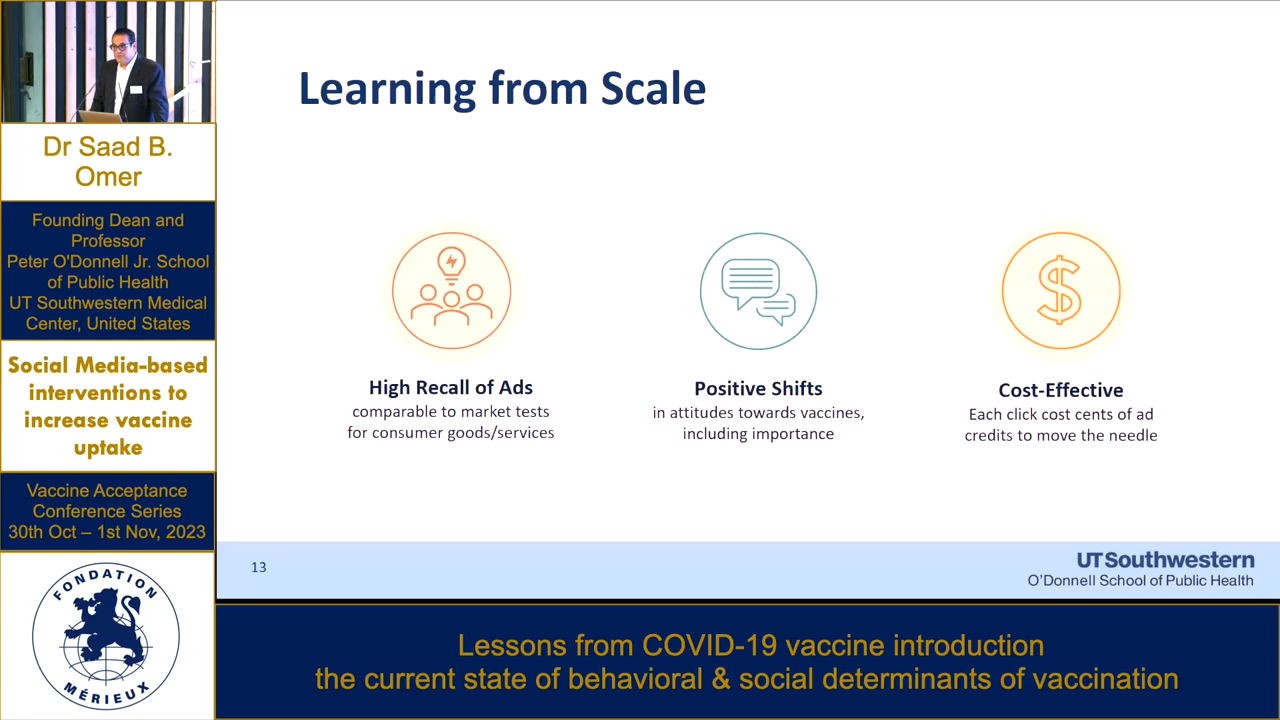 Dr Saad B.
Omer
Founding Dean and
Professor
Peter O'Donnell Jr. School
of Public Health
UT Southwestern Medical
Center, United States
Social Media-based
interventions to
increase vaccine
uptake
Vaccine Acceptance
Conference Series
30th Oct – 1st Nov, 2023
FONDATION
MÉRIEUX
Learning from Scale
High Recall of Ads
comparable to market tests
for consumer goods/services
Positive Shifts
in attitudes towards vaccines,
including importance
$
Cost-Effective
Each click cost cents of ad
credits to move the needle
13
UTSouthwestern
O'Donnell School of Public Health
Lessons from COVID-19 vaccine introduction
the current state of behavioral & social determinants of vaccination